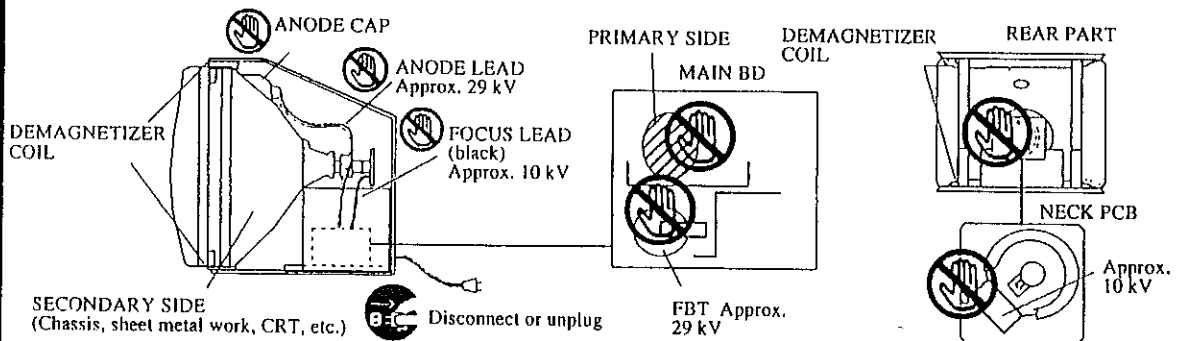 ANODE CAP
ANODE LEAD
Approx. 29 kV
FOCUS LEAD
(black)
Approx. 10 kV
DEMAGNETIZER
COIL
SECONDARY SIDE
(Chassis, sheet metal work, CRT, etc.)
Disconnect or unplug
PRIMARY SIDE
MAIN BD
FBT Approx.
29 kV
DEMAGNETIZER
COIL
REAR PART
NECK PCB
Approx.
10 kV